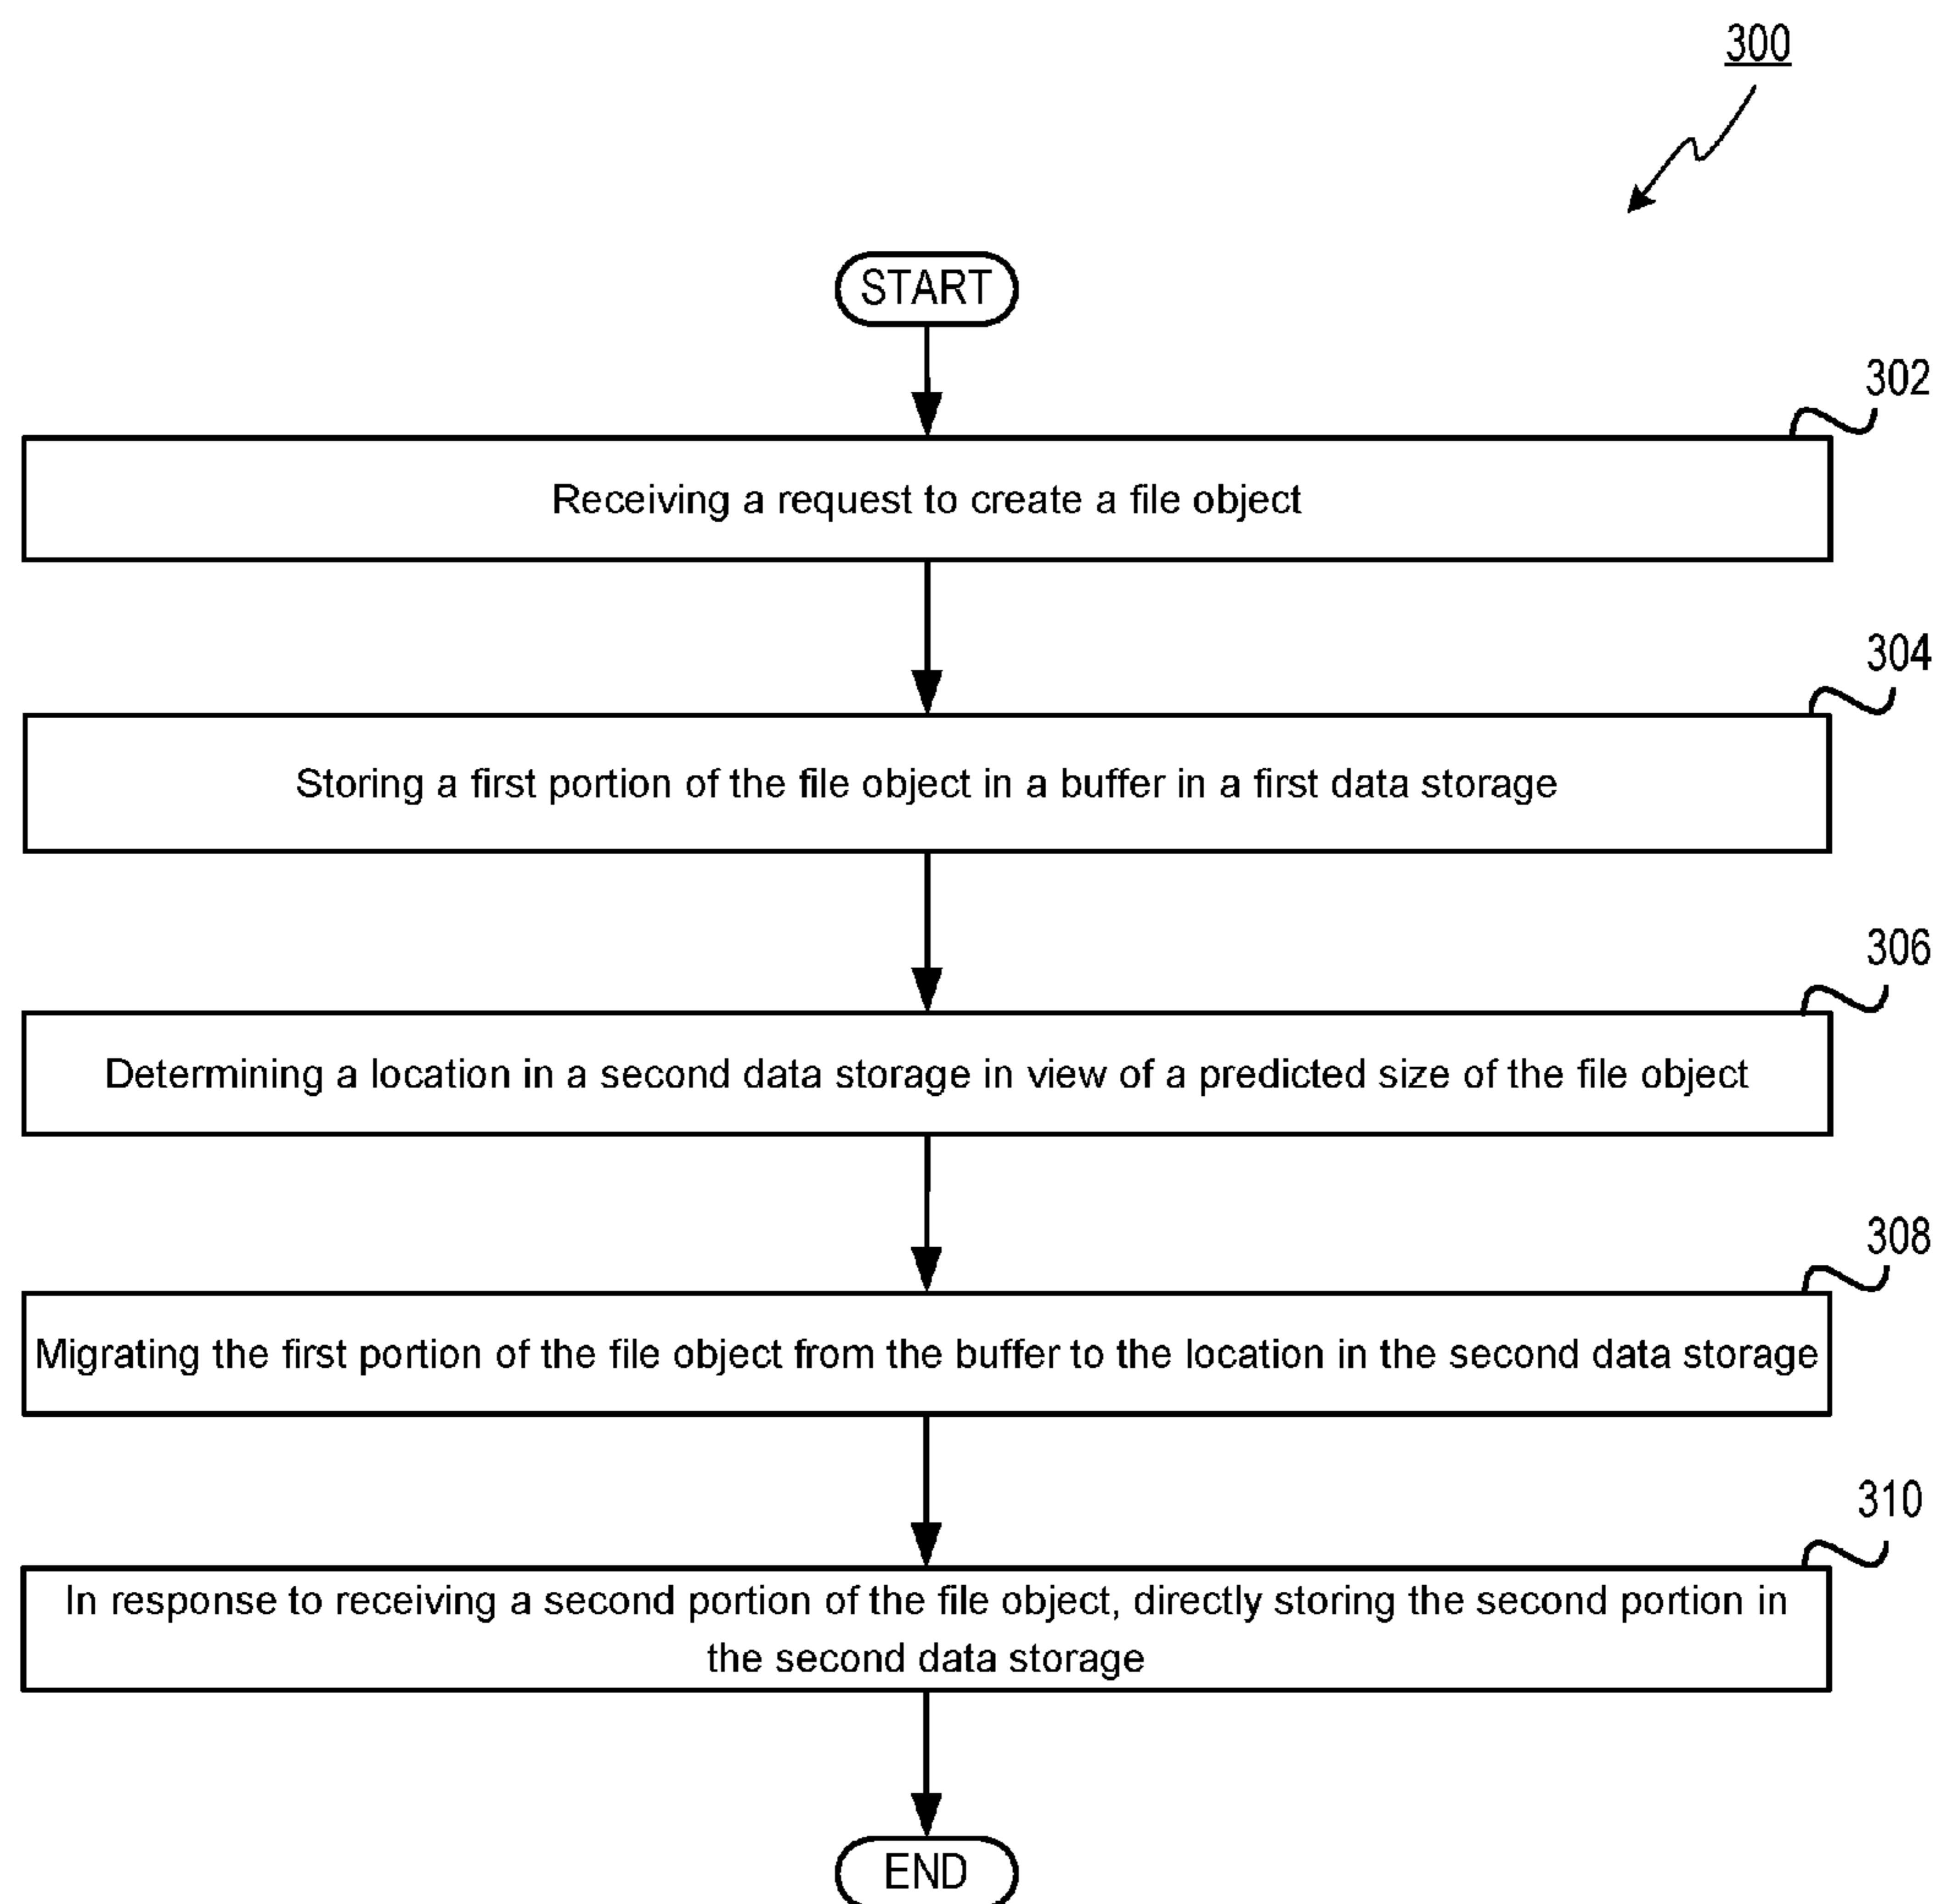 300
START
302
Receiving a request to create a file object
304
Storing a first portion of the file object in a buffer in a first data storage
306
Determining a location in a second data storage in view of a predicted size of the file object
308
Migrating the first portion of the file object from the buffer to the location in the second data storage
310
In response to receiving a second portion of the file object, directly storing the second portion in
the second data storage
END